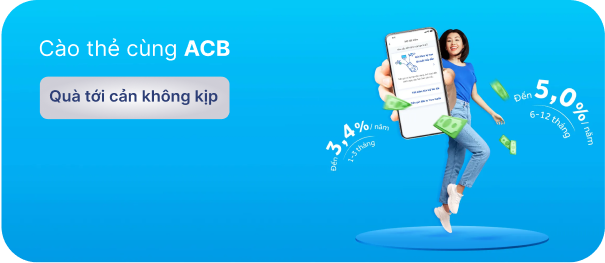 Cào thẻ cùng ACB
Quà tới cản không kịp
Đến 3,4%/năm
1-3 tháng
Đến 5,0%/năm
6-12 tháng